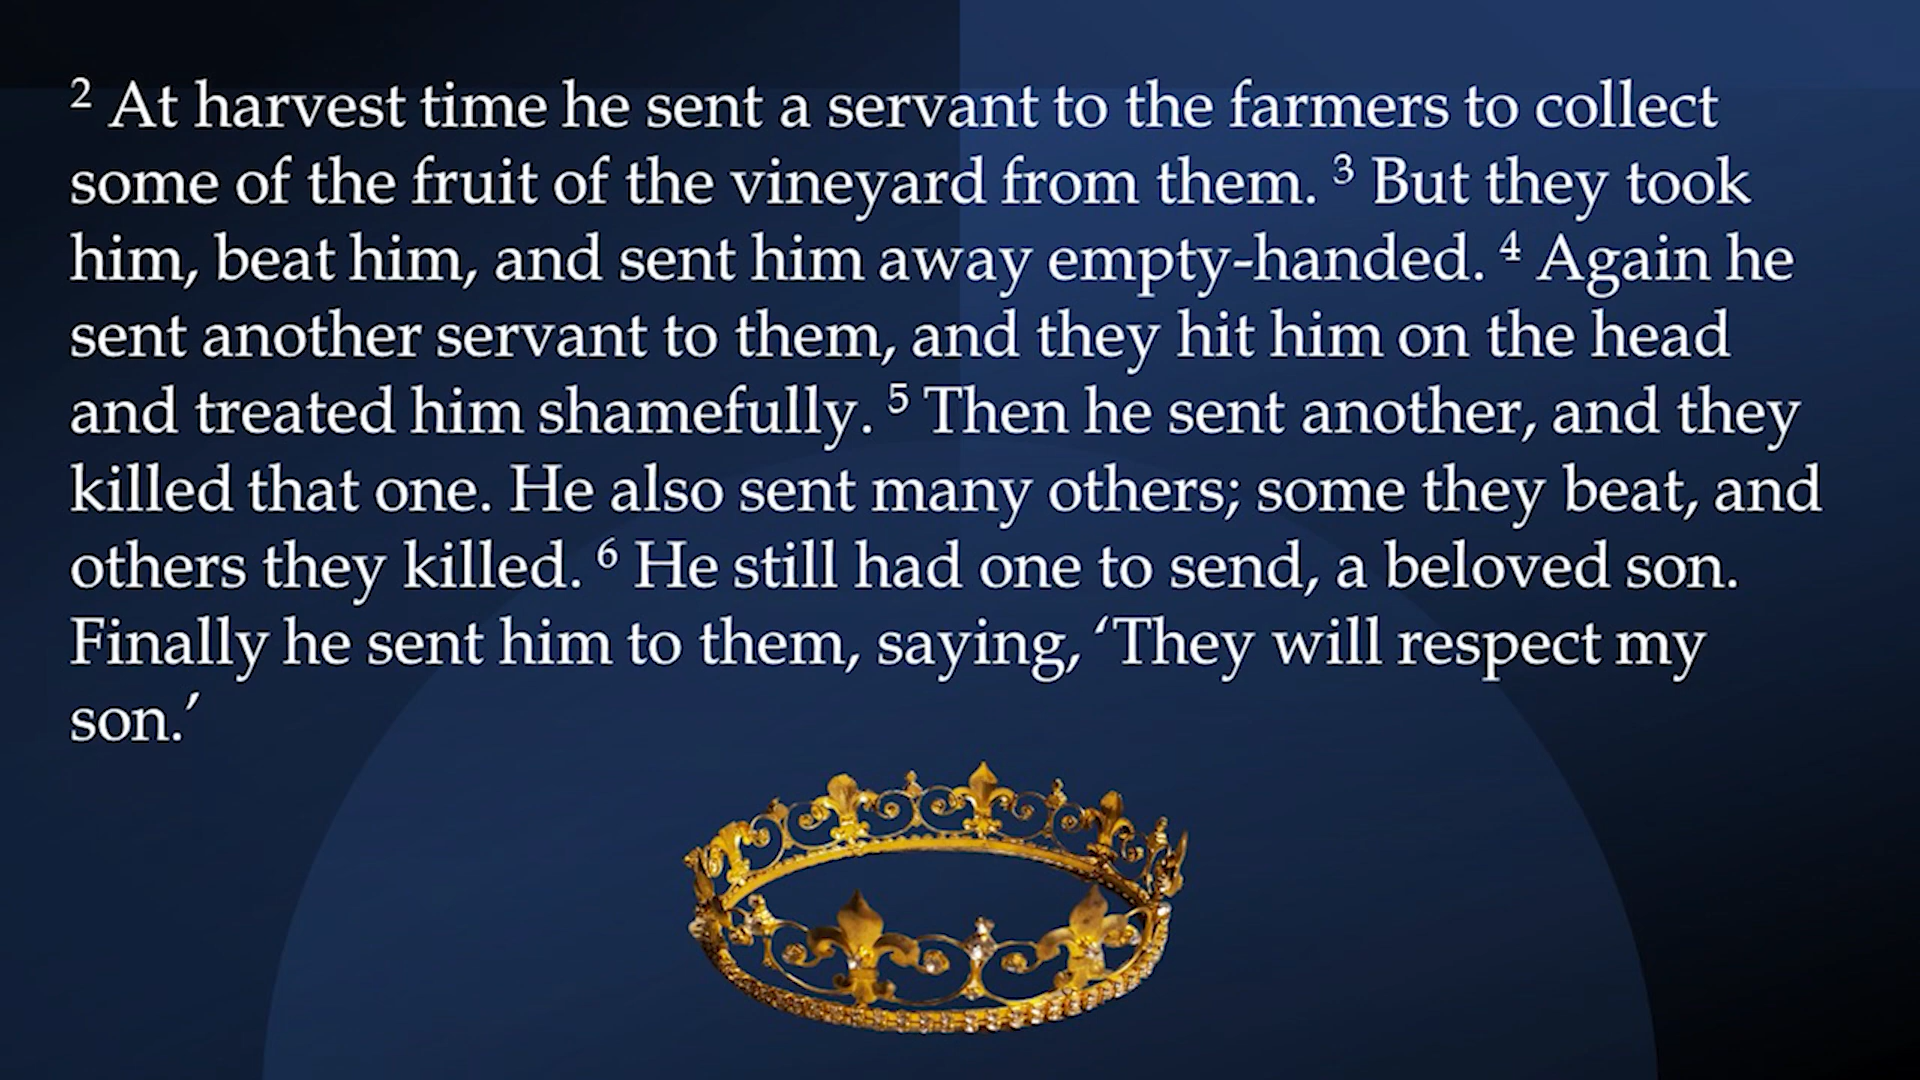 ² At harvest time he sent a servant to the farmers to collect
some of the fruit of the vineyard from them. ³ But they took
him, beat him, and sent him away empty-handed. ⁴ Again he
sent another servant to them, and they hit him on the head
and treated him shamefully. ⁵ Then he sent another, and they
killed that one. He also sent many others; some they beat, and
others they killed. ⁶ He still had one to send, a beloved son.
Finally he sent him to them, saying, ‘They will respect my
son.’